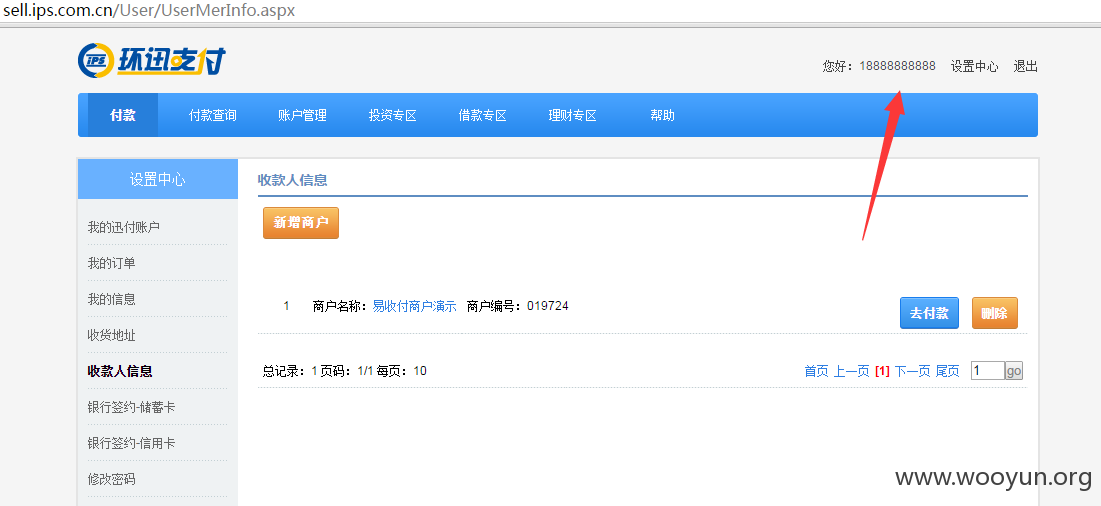 sell.ips.com.cn/User/UserMerInfo.aspx
iPS 环迅支付
您好：18888888888 设置中心 退出
付款 付款查询 账户管理 投资专区 借款专区 理财专区 帮助
设置中心
我的迅付账户
我的订单
我的信息
收货地址
收款人信息
银行签约-储蓄卡
银行签约-信用卡
修改密码
收款人信息
新增商户
1 商户名称：易收付商户演示 商户编号：019724 去付款 删除
总记录：1 页码：1/1 每页：10 首页 上一页 [1] 下一页 尾页 1 go
www.wooyun.org